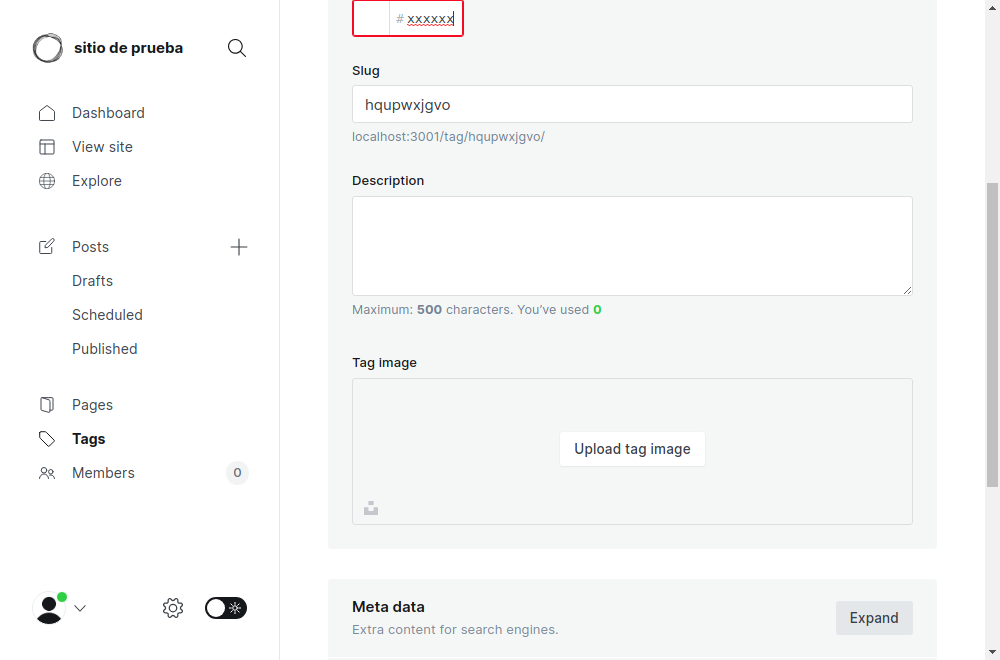 sitio de prueba
Dashboard
View site
Explore
Posts
Drafts
Scheduled
Published
Pages
Tags
Members
0
# xxxxxx
Slug
hqupwxjgvo
localhost:3001/tag/hqupwxjgvo/
Description
Maximum: 500 characters. You've used 0
Tag image
Upload tag image
Meta data
Extra content for search engines.
Expand